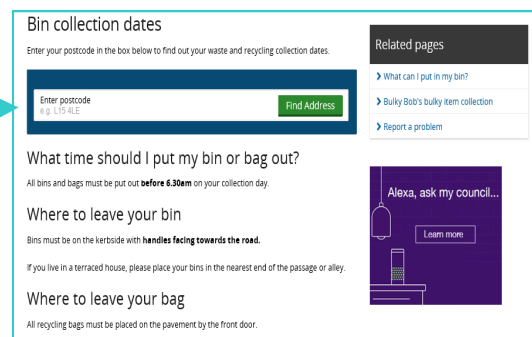 Bin collection dates
Enter your postcode in the box below to find out your waste and recycling collection dates.
Enter postcode
e.g. L15 4LE
Find Address
What time should I put my bin or bag out?
All bins and bags must be put out before 6.30am on your collection day.
Where to leave your bin
Bins must be on the kerbside with handles facing towards the road.
If you live in a terraced house, please place your bins in the nearest end of the passage or alley.
Where to leave your bag
All recycling bags must be placed on the pavement by the front door.
Related pages
What can I put in my bin?
Bulky Bob's bulky item collection
Report a problem
Alexa, ask my council...
Learn more